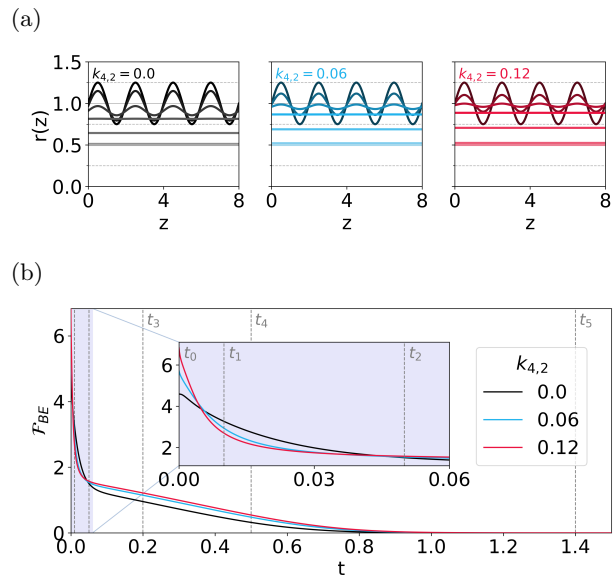 (a)
1.5
1.0
0.5
0.0
r(z)
k4,2 = 0.0
0
4
8
z
k4,2 = 0.06
0
4
8
z
k4,2 = 0.12
0
4
8
z
(b)
6
4
2
0
𝓕BE
t3
t4
t5
t0
t1
t2
6
4
2
0.00
0.03
0.06
k4,2
0.0
0.06
0.12
0.0
0.2
0.4
0.6
0.8
1.0
1.2
1.4
t